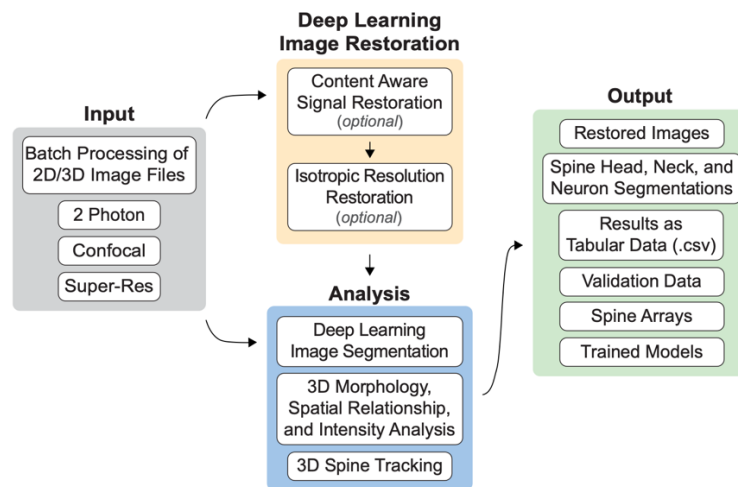 Input
Batch Processing of
2D/3D Image Files
2 Photon
Confocal
Super-Res
Deep Learning
Image Restoration
Content Aware
Signal Restoration
(optional)
Isotropic Resolution
Restoration
(optional)
Analysis
Deep Learning
Image Segmentation
3D Morphology,
Spatial Relationship,
and Intensity Analysis
3D Spine Tracking
Output
Restored Images
Spine Head, Neck, and
Neuron Segmentations
Results as
Tabular Data (.csv)
Validation Data
Spine Arrays
Trained Models